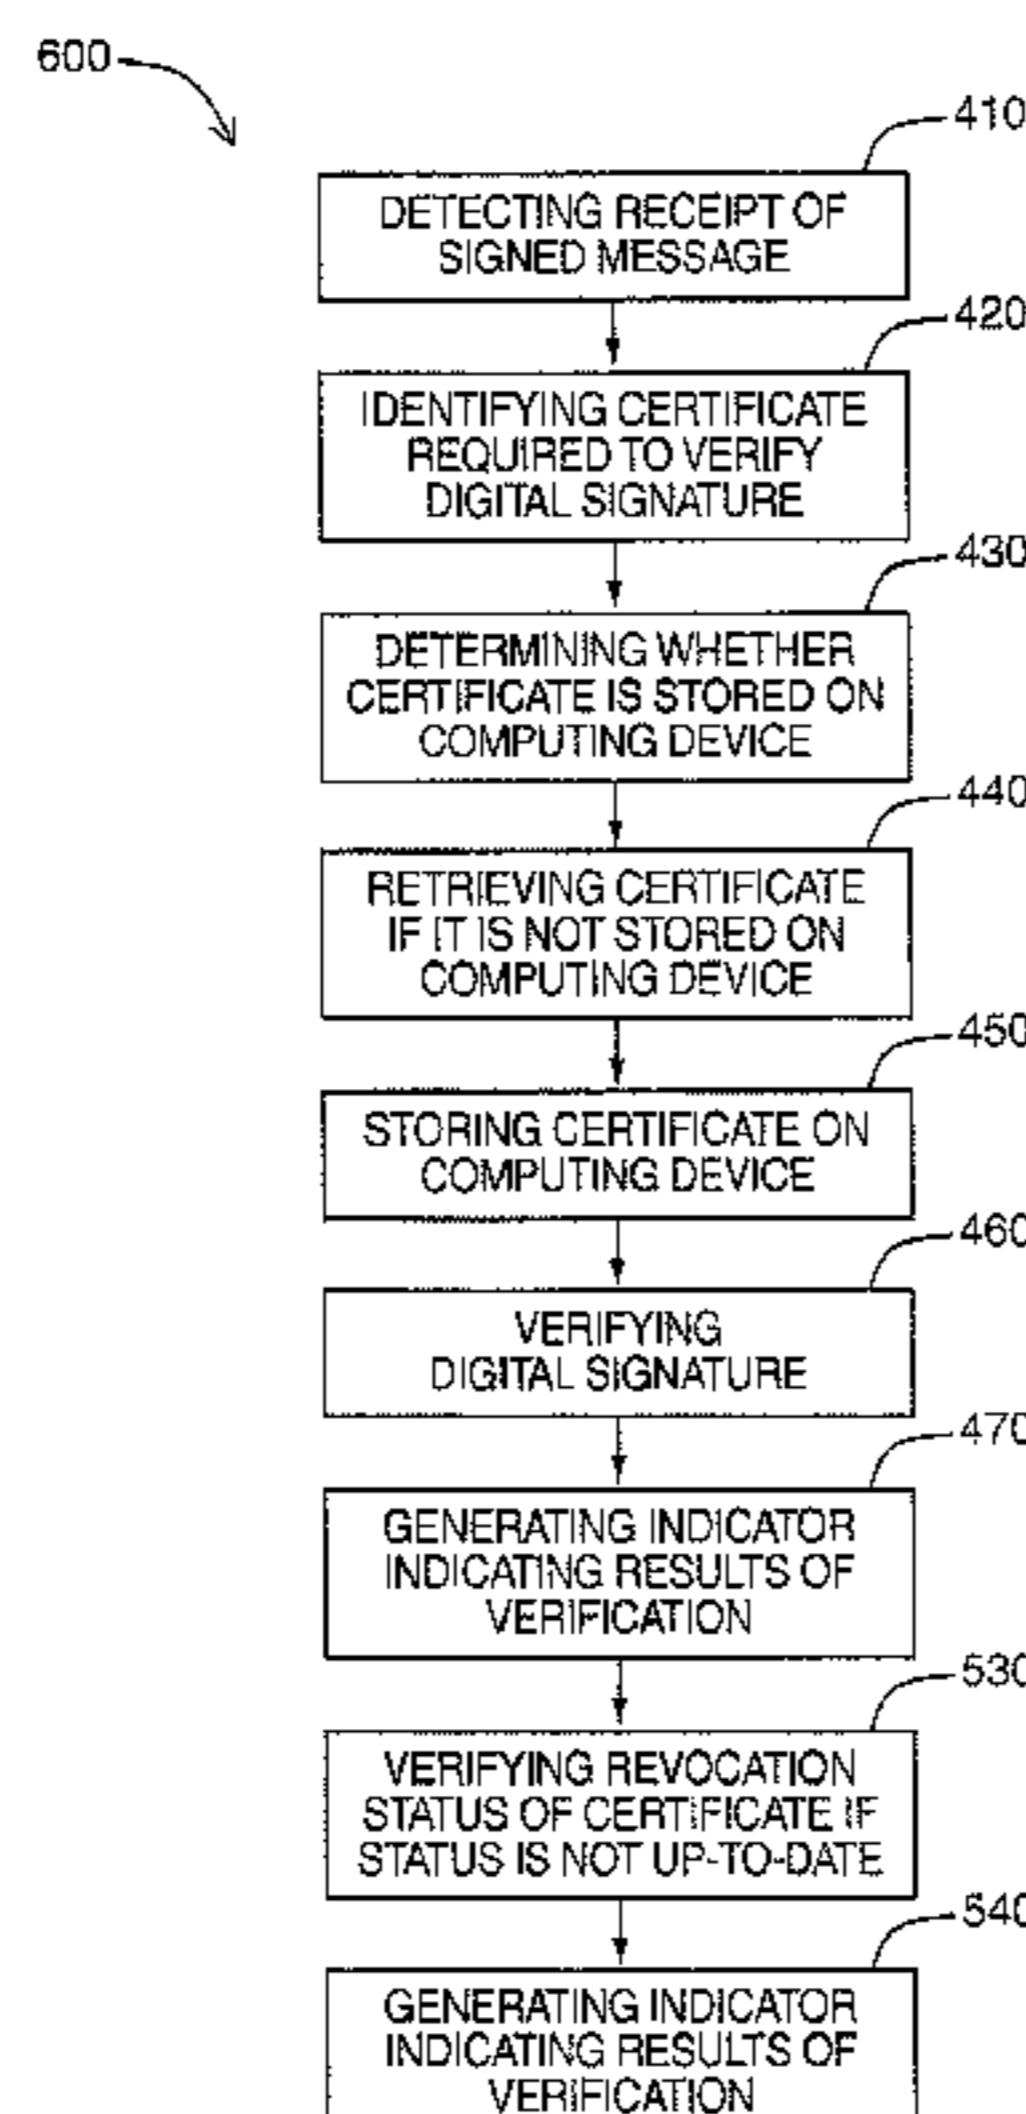 600
410
DETECTING RECEIPT OF
SIGNED MESSAGE
420
IDENTIFYING CERTIFICATE
REQUIRED TO VERIFY
DIGITAL SIGNATURE
430
DETERMINING WHETHER
CERTIFICATE IS STORED ON
COMPUTING DEVICE
440
RETRIEVING CERTIFICATE
IF IT IS NOT STORED ON
COMPUTING DEVICE
450
STORING CERTIFICATE ON
COMPUTING DEVICE
460
VERIFYING
DIGITAL SIGNATURE
470
GENERATING INDICATOR
INDICATING RESULTS OF
VERIFICATION
530
VERIFYING REVOCATION
STATUS OF CERTIFICATE IF
STATUS IS NOT UP-TO-DATE
540
GENERATING INDICATOR
INDICATING RESULTS OF
VERIFICATION